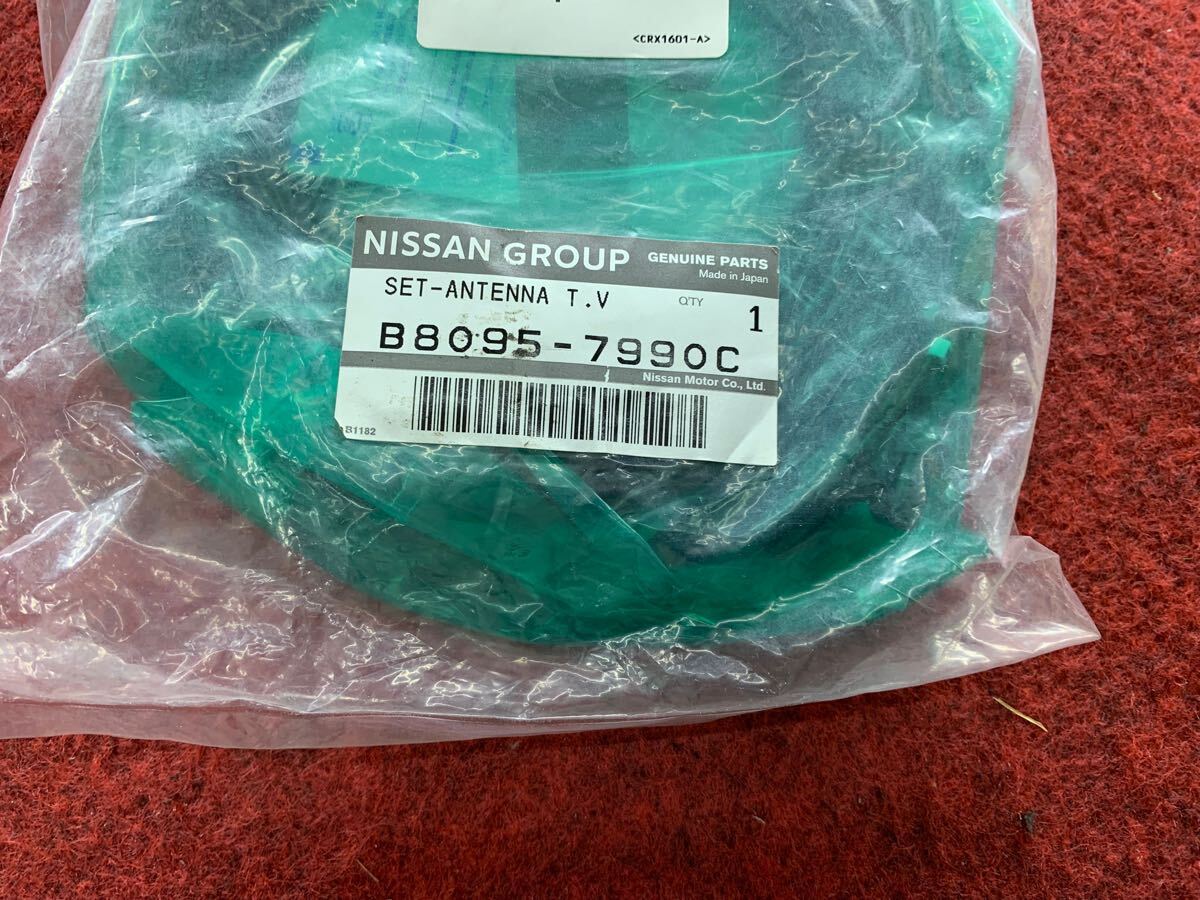 <CRX1601-A>
NISSAN GROUP GENUINE PARTS
Made in Japan
SET-ANTENNA T.V Q'TY 1
B8095-7990C
Nissan Motor Co., Ltd.
B1182